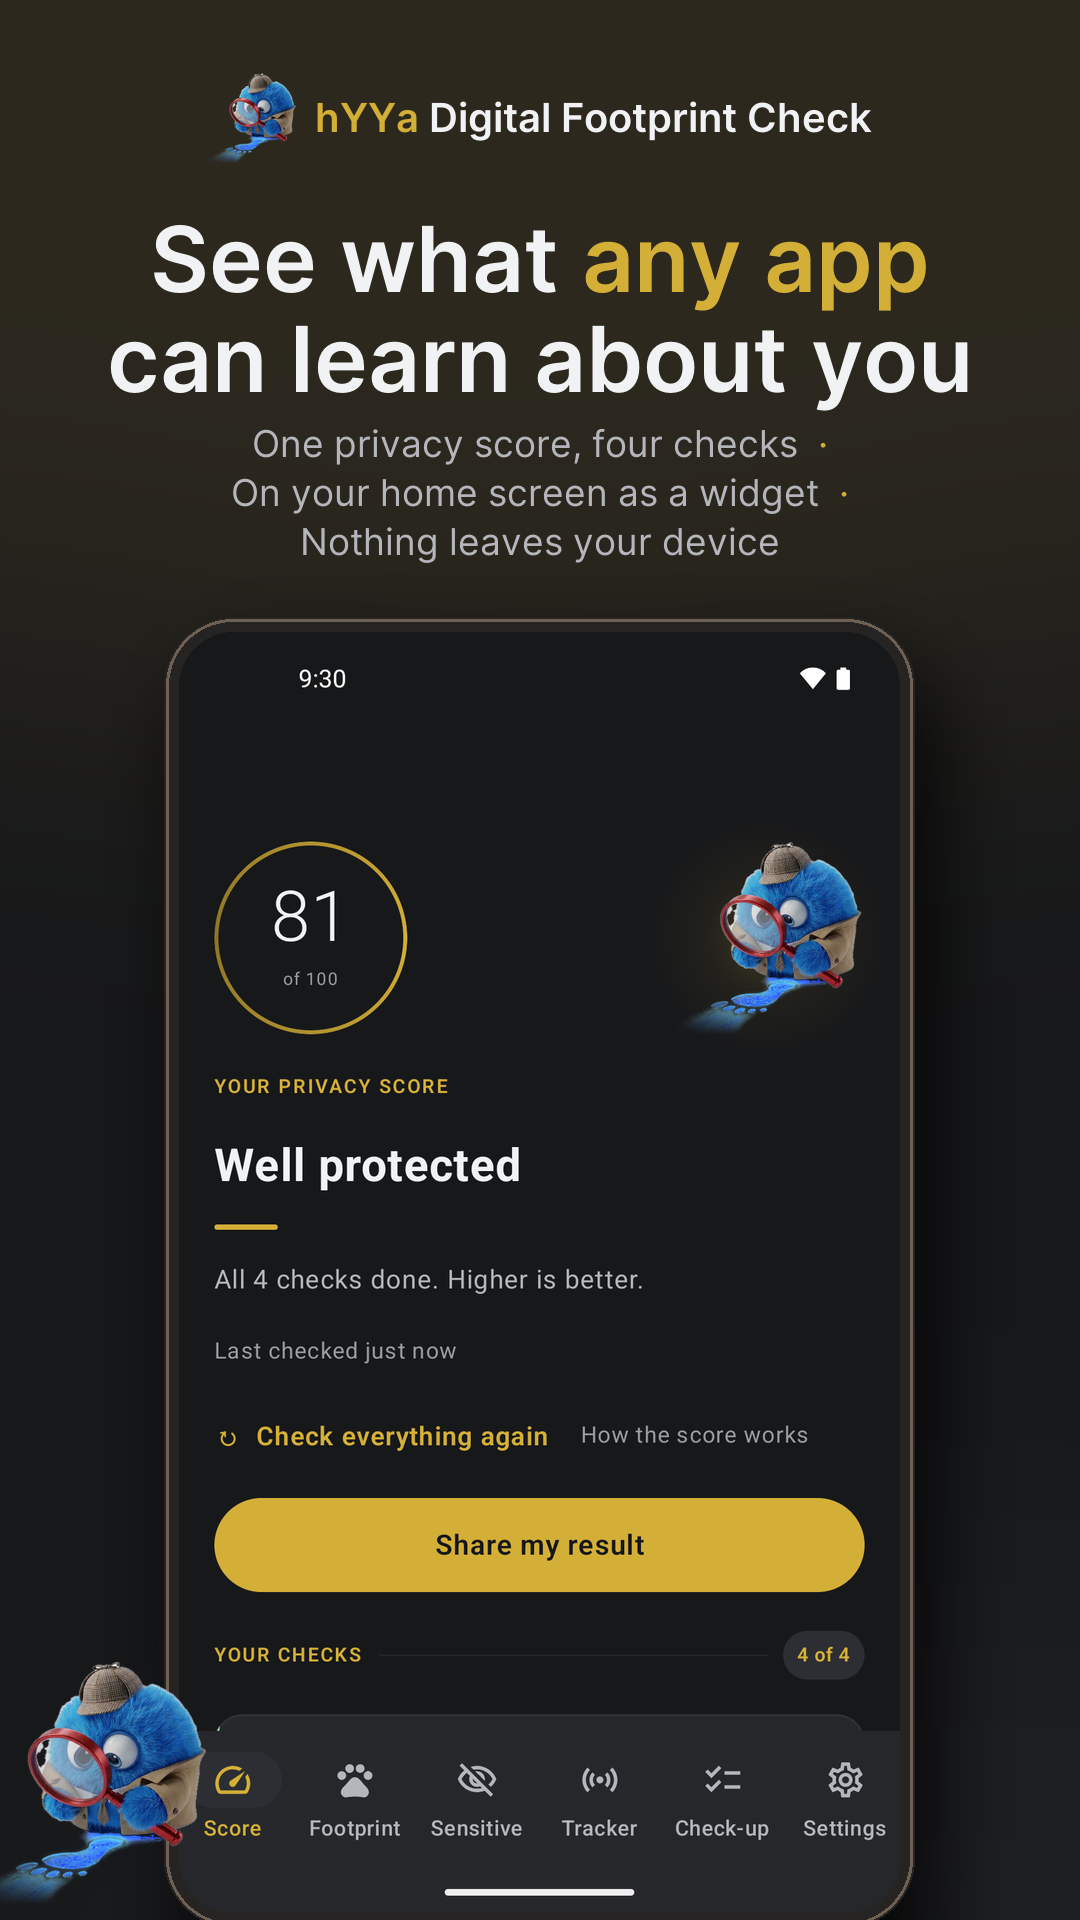 hYYa Digital Footprint Check
See what any app
can learn about you
One privacy score, four checks ·
On your home screen as a widget ·
Nothing leaves your device
9:30
81
of 100
YOUR PRIVACY SCORE
Well protected
All 4 checks done. Higher is better.
Last checked just now
↻ Check everything again How the score works
Share my result
YOUR CHECKS 4 of 4
Score Footprint Sensitive Tracker Check-up Settings